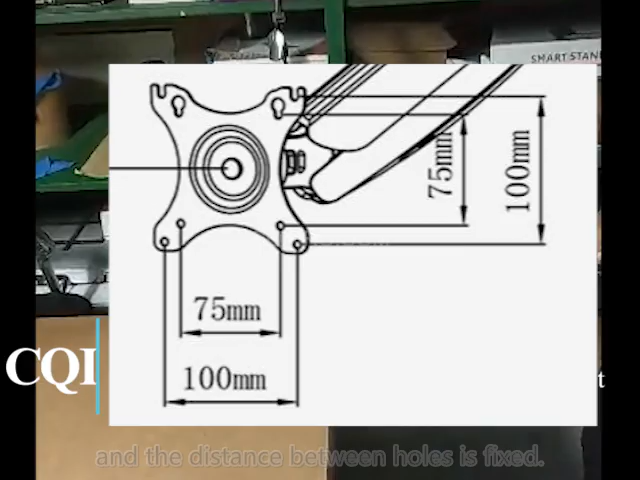 SMART STAN
75mm
100mm
75mm
100mm
CQI
t
and the distance between holes is fixed.